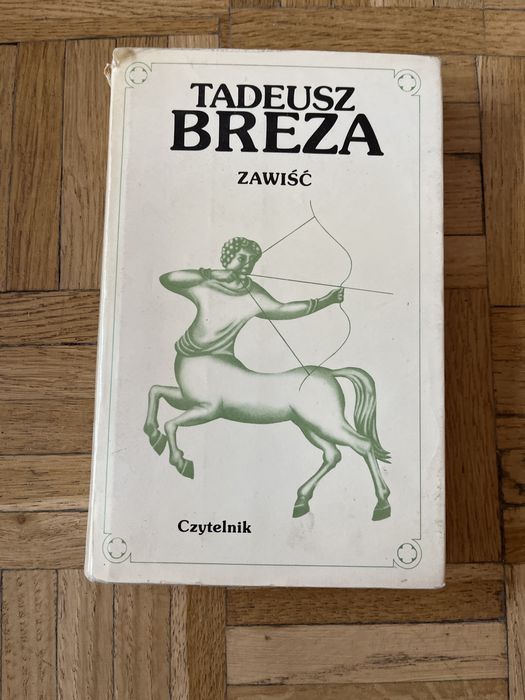 TADEUSZ
BREZA
ZAWIŚĆ
Czytelnik